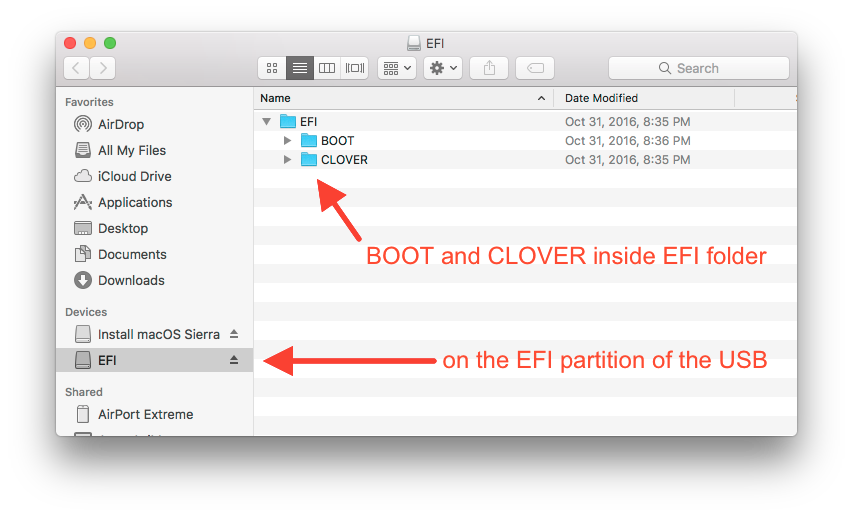 EFI
Search
Favorites
AirDrop
All My Files
iCloud Drive
Applications
Desktop
Documents
Downloads
Devices
Install macOS Sierra
EFI
Shared
AirPort Extreme
Name
Date Modified
EFI
Oct 31, 2016, 8:35 PM
BOOT
Oct 31, 2016, 8:36 PM
CLOVER
Oct 31, 2016, 8:35 PM
BOOT and CLOVER inside EFI folder
on the EFI partition of the USB